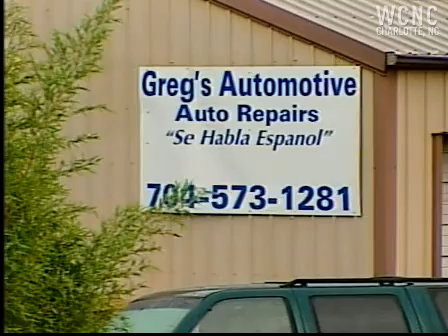 WCNC
CHARLOTTE, NC
Greg's Automotive
Auto Repairs
"Se Habla Espanol"
704-573-1281